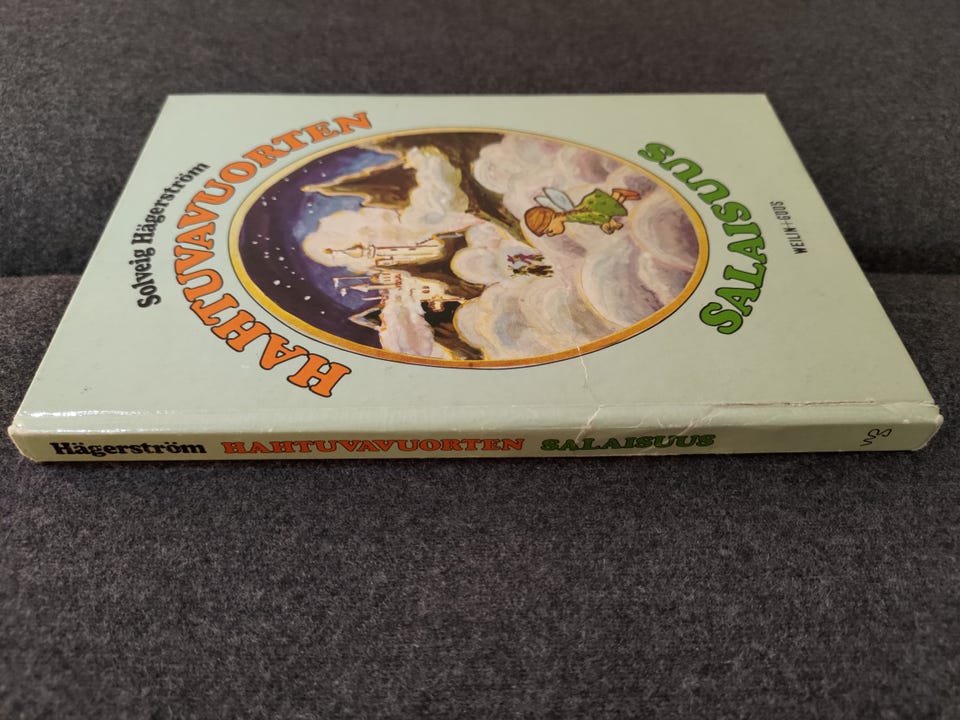 Solveig Hägerström
HAHTUVAVUORTEN
SALAISUUS
WEILIN+GÖÖS
Hägerström HAHTUVAVUORTEN SALAISUUS